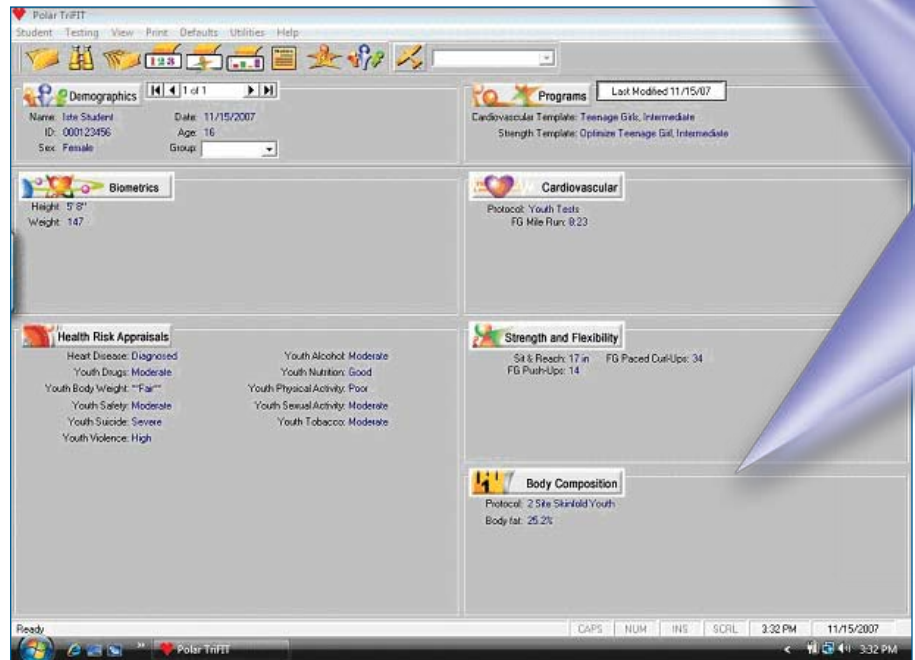 Polar TriFIT
Student Testing View Print Defaults Utilities Help
1 2 3
Demographics 1 of 1
Name: Iste Student Date: 11/15/2007
ID: 000123456 Age: 16
Sex: Female Group:
Programs Last Modified 11/15/07
Cardiovascular Template: Teenage Girls, Intermediate
Strength Template: Optimize Teenage Girl, Intermediate
Biometrics
Height: 5' 8"
Weight: 147
Cardiovascular
Protocol: Youth Tests
FG Mile Run: 8:23
Health Risk Appraisals
Heart Disease: Diagnosed Youth Alcohol: Moderate
Youth Drugs: Moderate Youth Nutrition: Good
Youth Body Weight: ""Fair"" Youth Physical Activity: Poor
Youth Safety: Moderate Youth Sexual Activity: Moderate
Youth Suicide: Severe Youth Tobacco: Moderate
Youth Violence: High
Strength and Flexibility
Sit & Reach: 17 in FG Paced Curl-Ups: 34
FG Push-Ups: 14
Body Composition
Protocol: 2 Site Skinfold Youth
Body fat: 25.2%
Ready CAPS NUM INS SCRL 3:32 PM 11/15/2007
Polar TriFIT 3:32 PM